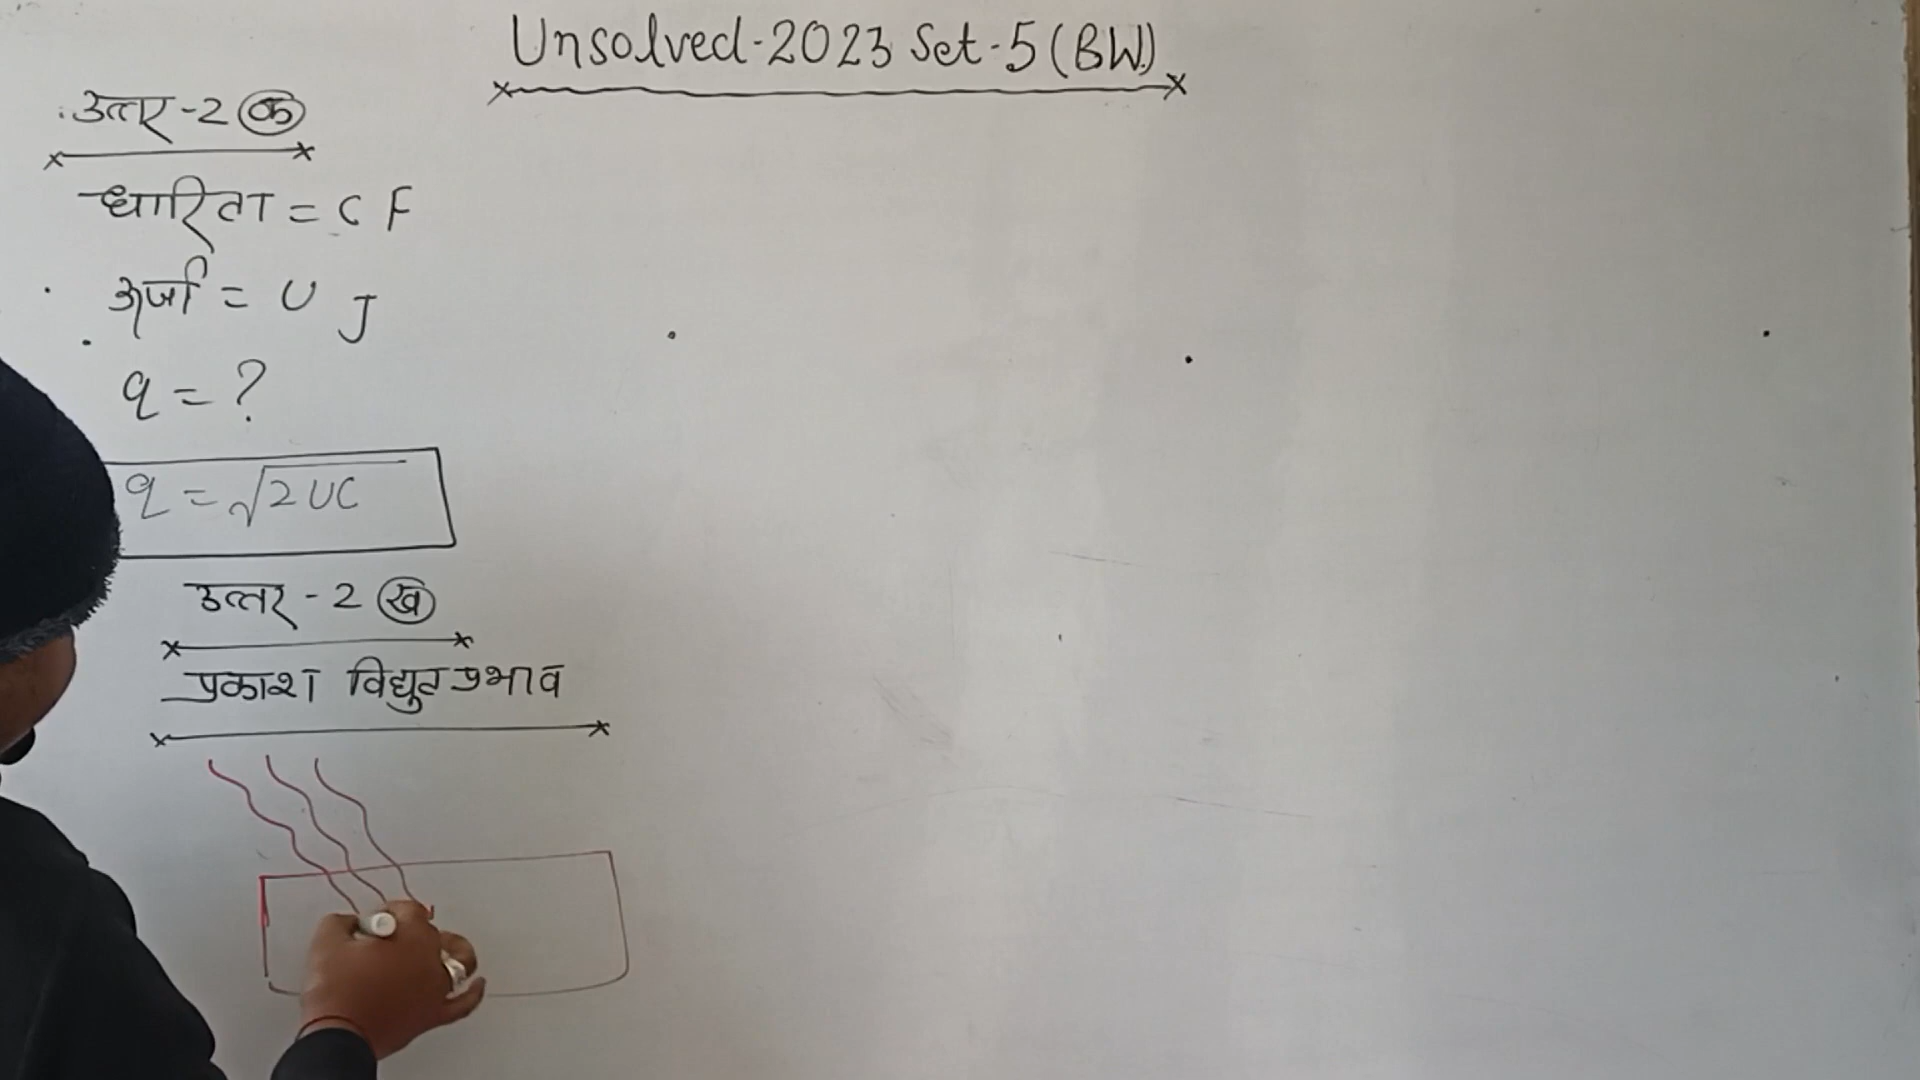 Unsolved-2023 Set-5 (BW)
उत्तर-2 (क)
धारिता = C F
ऊर्जा = U J
q = ?
q = √2UC
उत्तर-2 (ख)
प्रकाश विद्युत प्रभाव